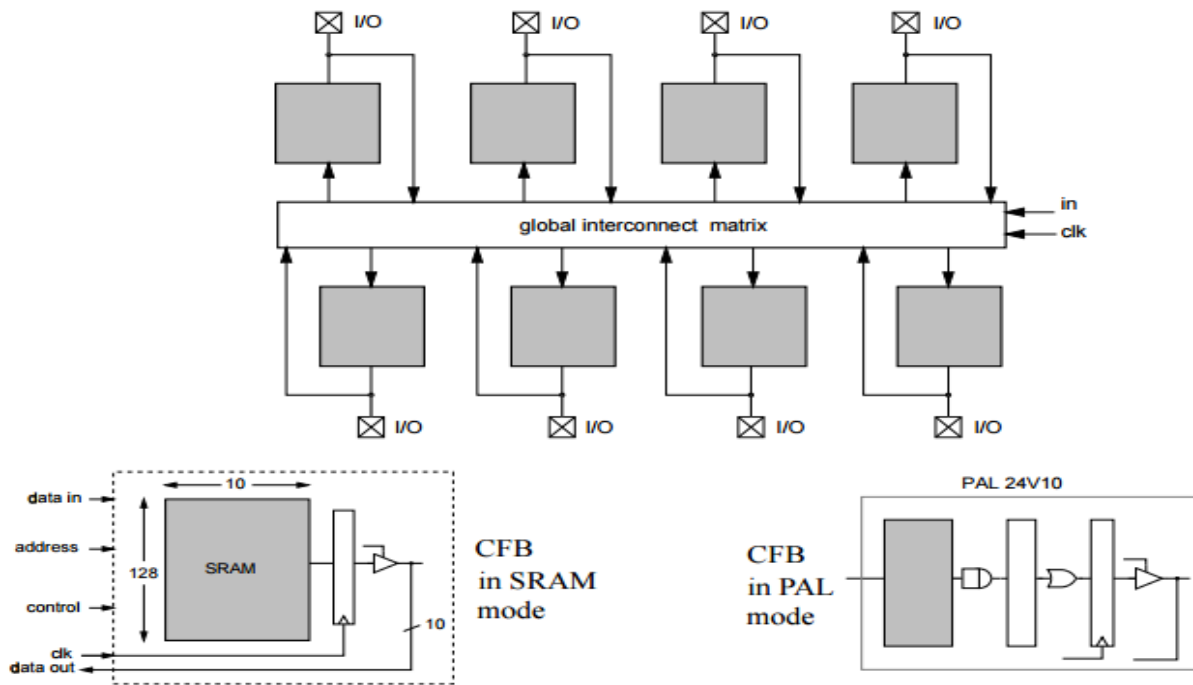 I/O
I/O
I/O
I/O
in
global interconnect matrix
clk
I/O
I/O
I/O
I/O
10
data in
address
128
SRAM
control
10
clk
data out
CFB
in SRAM
mode
PAL 24V10
CFB
in PAL
mode